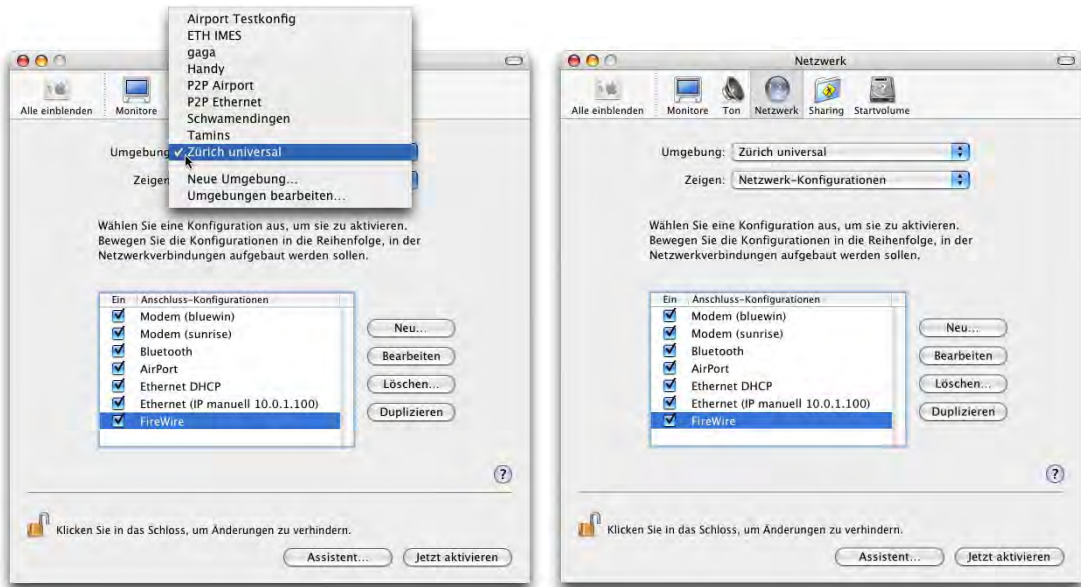 Airport Testkonfig
ETH IMES
gaga
Handy
P2P Airport
P2P Ethernet
Schwamendingen
Tamins
✓ Zürich universal
Neue Umgebung...
Umgebungen bearbeiten...
Alle einblenden
Monitore
Umgebung
Zeigen
Wählen Sie eine Konfiguration aus, um sie zu aktivieren.
Bewegen Sie die Konfigurationen in die Reihenfolge, in der
Netzwerkverbindungen aufgebaut werden sollen.
Ein Anschluss-Konfigurationen
Modem (bluewin)
Modem (sunrise)
Bluetooth
AirPort
Ethernet DHCP
Ethernet (IP manuell 10.0.1.100)
FireWire
Neu...
Bearbeiten
Löschen...
Duplizieren
?
Klicken Sie in das Schloss, um Änderungen zu verhindern.
Assistent...
Jetzt aktivieren
Netzwerk
Alle einblenden
Monitore
Ton
Netzwerk
Sharing
Startvolume
Umgebung: Zürich universal
Zeigen: Netzwerk-Konfigurationen
Wählen Sie eine Konfiguration aus, um sie zu aktivieren.
Bewegen Sie die Konfigurationen in die Reihenfolge, in der
Netzwerkverbindungen aufgebaut werden sollen.
Ein Anschluss-Konfigurationen
Modem (bluewin)
Modem (sunrise)
Bluetooth
AirPort
Ethernet DHCP
Ethernet (IP manuell 10.0.1.100)
FireWire
Neu...
Bearbeiten
Löschen...
Duplizieren
?
Klicken Sie in das Schloss, um Änderungen zu verhindern.
Assistent...
Jetzt aktivieren